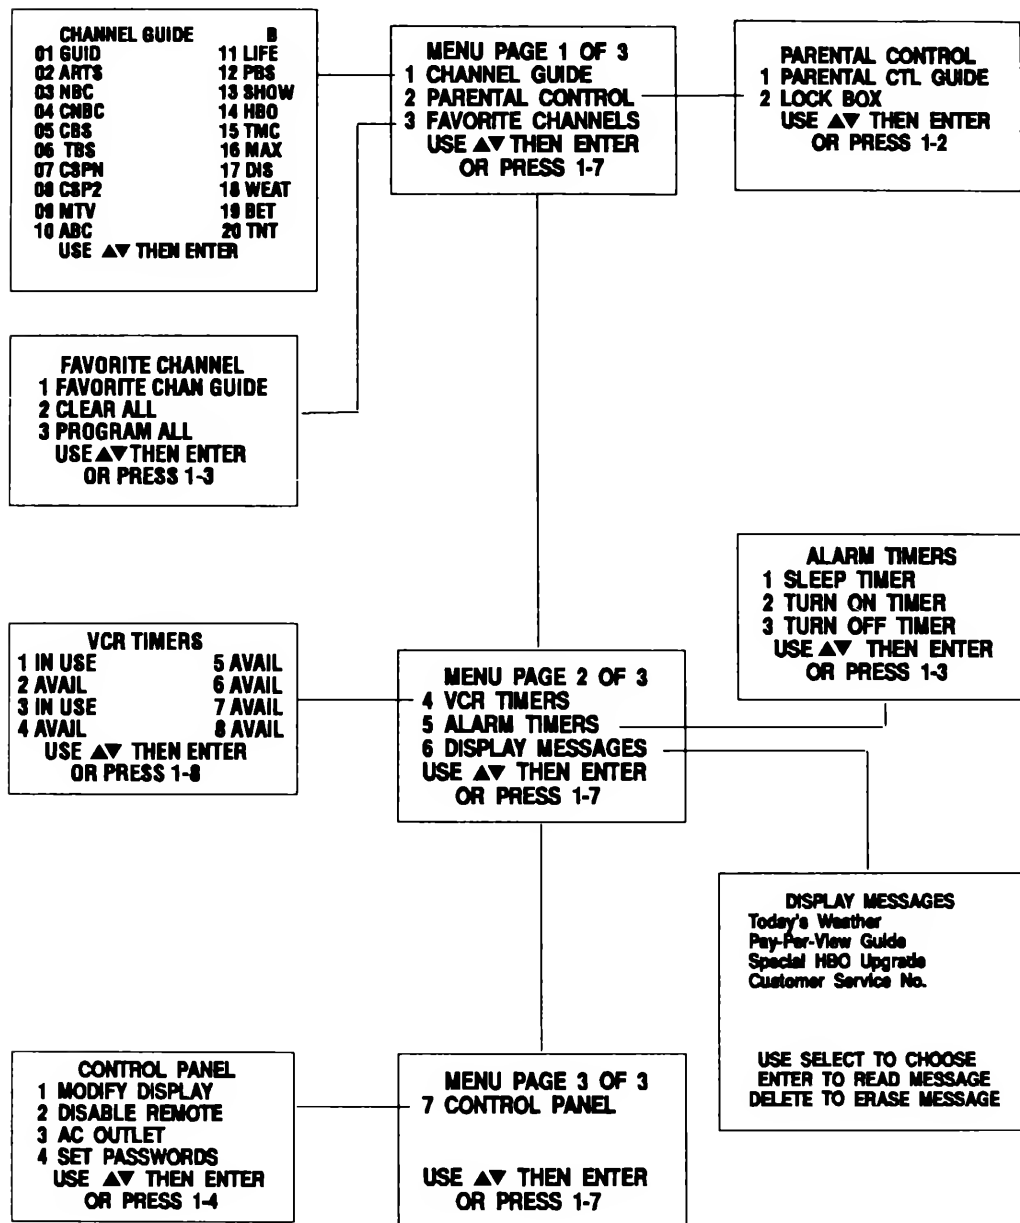 CHANNEL GUIDE B
01 GUID 11 LIFE
02 ARTS 12 PBS
03 NBC 13 SHOW
04 CNBC 14 HBO
05 CBS 15 TMC
06 TBS 16 MAX
07 CSPN 17 DIS
08 CSP2 18 WEAT
09 MTV 19 BET
10 ABC 20 TNT
USE ▲▼ THEN ENTER
MENU PAGE 1 OF 3
1 CHANNEL GUIDE
2 PARENTAL CONTROL
3 FAVORITE CHANNELS
USE ▲▼ THEN ENTER
OR PRESS 1-7
PARENTAL CONTROL
1 PARENTAL CTL GUIDE
2 LOCK BOX
USE ▲▼ THEN ENTER
OR PRESS 1-2
FAVORITE CHANNEL
1 FAVORITE CHAN GUIDE
2 CLEAR ALL
3 PROGRAM ALL
USE ▲▼ THEN ENTER
OR PRESS 1-3
ALARM TIMERS
1 SLEEP TIMER
2 TURN ON TIMER
3 TURN OFF TIMER
USE ▲▼ THEN ENTER
OR PRESS 1-3
VCR TIMERS
1 IN USE 5 AVAIL
2 AVAIL 6 AVAIL
3 IN USE 7 AVAIL
4 AVAIL 8 AVAIL
USE ▲▼ THEN ENTER
OR PRESS 1-8
MENU PAGE 2 OF 3
4 VCR TIMERS
5 ALARM TIMERS
6 DISPLAY MESSAGES
USE ▲▼ THEN ENTER
OR PRESS 1-7
DISPLAY MESSAGES
Today's Weather
Pay-Per-View Guide
Special HBO Upgrade
Customer Service No.
USE SELECT TO CHOOSE
ENTER TO READ MESSAGE
DELETE TO ERASE MESSAGE
CONTROL PANEL
1 MODIFY DISPLAY
2 DISABLE REMOTE
3 AC OUTLET
4 SET PASSWORDS
USE ▲▼ THEN ENTER
OR PRESS 1-4
MENU PAGE 3 OF 3
7 CONTROL PANEL
USE ▲▼ THEN ENTER
OR PRESS 1-7